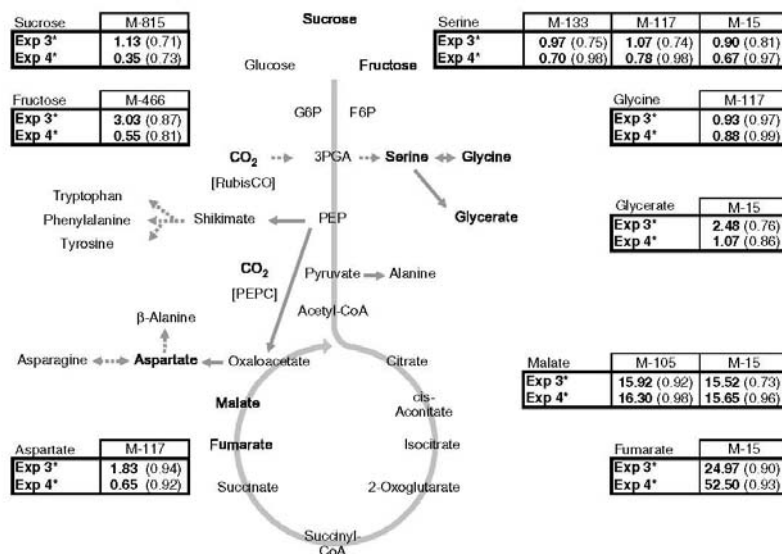 Sucrose M-815
Exp 3* 1.13 (0.71)
Exp 4* 0.35 (0.73)
Sucrose
Serine M-133 M-117 M-15
Exp 3* 0.97 (0.75) 1.07 (0.74) 0.90 (0.81)
Exp 4* 0.70 (0.98) 0.78 (0.98) 0.67 (0.97)
Glucose Fructose
Fructose M-466
Exp 3* 3.03 (0.87)
Exp 4* 0.55 (0.81)
G6P F6P
Glycine M-117
Exp 3* 0.93 (0.97)
Exp 4* 0.88 (0.99)
CO2 3PGA Serine Glycine
[RubisCO]
Glycerate
Tryptophan
Phenylalanine Shikimate PEP
Tyrosine
Glycerate M-15
Exp 3* 2.48 (0.76)
Exp 4* 1.07 (0.86)
CO2
[PEPC]
Pyruvate Alanine
Acetyl-CoA
β-Alanine
Asparagine Aspartate Oxaloacetate
Citrate
Malate M-105 M-15
Exp 3* 15.92 (0.92) 15.52 (0.73)
Exp 4* 16.30 (0.98) 15.65 (0.96)
Malate
cis-
Aconitate
Fumarate
Isocitrate
Aspartate M-117
Exp 3* 1.83 (0.94)
Exp 4* 0.65 (0.92)
Succinate
2-Oxoglutarate
Fumarate M-15
Exp 3* 24.97 (0.90)
Exp 4* 52.50 (0.93)
Succinyl-
CoA